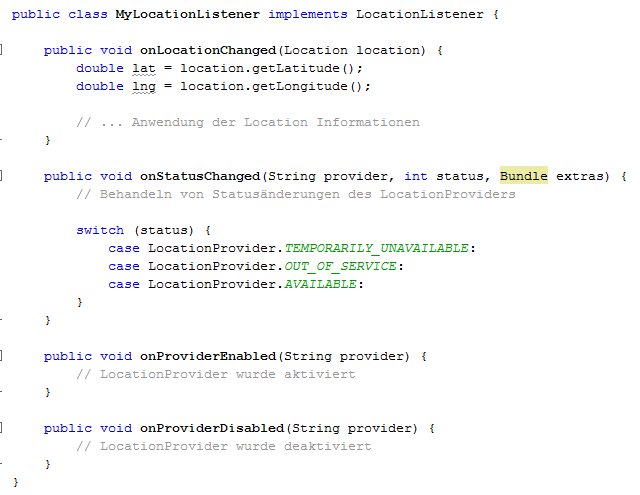 public class MyLocationListener implements LocationListener {
public void onLocationChanged(Location location) {
double lat = location.getLatitude();
double lng = location.getLongitude();
// ... Anwendung der Location Informationen
}
public void onStatusChanged(String provider, int status, Bundle extras) {
// Behandeln von Statusänderungen des LocationProviders
switch (status) {
case LocationProvider.TEMPORARILY_UNAVAILABLE:
case LocationProvider.OUT_OF_SERVICE:
case LocationProvider.AVAILABLE:
}
}
public void onProviderEnabled(String provider) {
// LocationProvider wurde aktiviert
}
public void onProviderDisabled(String provider) {
// LocationProvider wurde deaktiviert
}
}